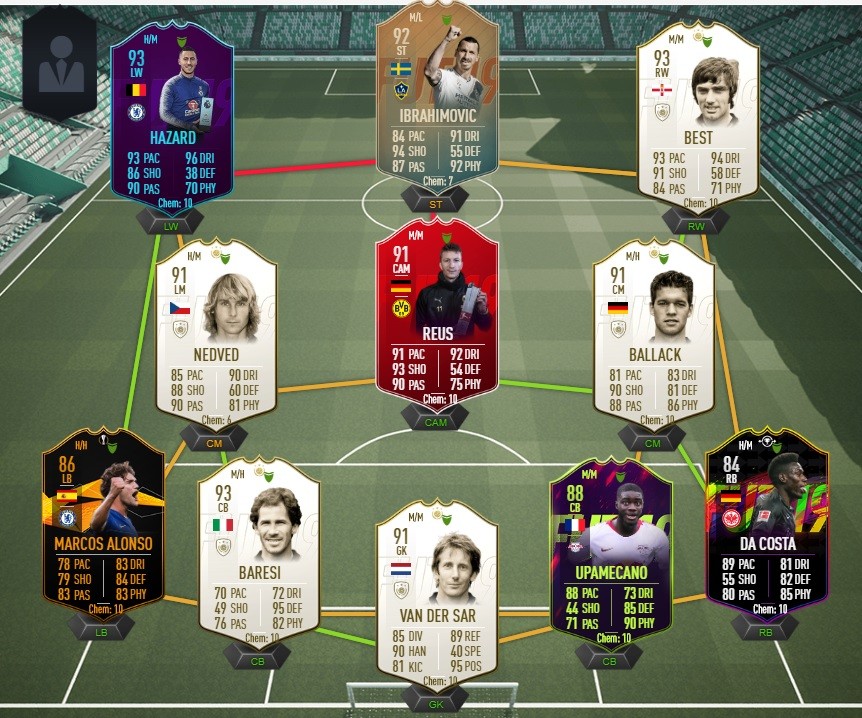 H/M
93
LW
HAZARD
93 PAC 96 DRI
86 SHO 38 DEF
90 PAS 70 PHY
Chem: 10
LW
M/L
92
ST
LA
IBRAHIMOVIC
84 PAC 91 DRI
94 SHO 55 DEF
87 PAS 92 PHY
Chem: 7
ST
M/M
93
RW
BEST
93 PAC 94 DRI
91 SHO 58 DEF
84 PAS 71 PHY
Chem: 10
RW
H/M
91
LM
NEDVED
85 PAC 90 DRI
88 SHO 60 DEF
90 PAS 81 PHY
Chem: 6
CM
M/M
91
CAM
BVB
REUS
91 PAC 92 DRI
93 SHO 54 DEF
90 PAS 75 PHY
Chem: 10
CAM
H/M
91
CM
BALLACK
81 PAC 83 DRI
90 SHO 81 DEF
88 PAS 86 PHY
Chem: 10
CM
H/H
86
LB
MARCOS ALONSO
78 PAC 83 DRI
79 SHO 84 DEF
83 PAS 83 PHY
Chem: 10
LB
M/H
93
CB
BARESI
70 PAC 72 DRI
49 SHO 95 DEF
76 PAS 82 PHY
Chem: 10
CB
M/M
91
GK
VAN DER SAR
85 DIV 89 REF
90 HAN 40 SPE
81 KIC 95 POS
Chem: 10
GK
M/M
88
CB
UPAMECANO
88 PAC 73 DRI
44 SHO 85 DEF
71 PAS 90 PHY
Chem: 10
CB
H/M
84
RB
DA COSTA
89 PAC 81 DRI
55 SHO 82 DEF
80 PAS 85 PHY
Chem: 10
RB